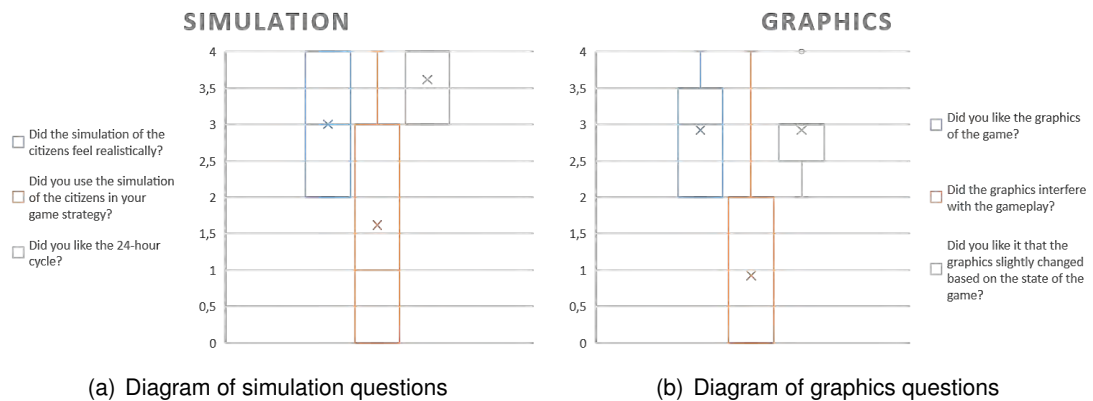 SIMULATION
4
3,5
3
2,5
2
1,5
1
0,5
0
Did the simulation of the
citizens feel realistically?
Did you use the simulation
of the citizens in your
game strategy?
Did you like the 24-hour
cycle?
(a) Diagram of simulation questions
GRAPHICS
4
3,5
3
2,5
2
1,5
1
0,5
0
Did you like the graphics
of the game?
Did the graphics interfere
with the gameplay?
Did you like it that the
graphics slightly changed
based on the state of the
game?
(b) Diagram of graphics questions